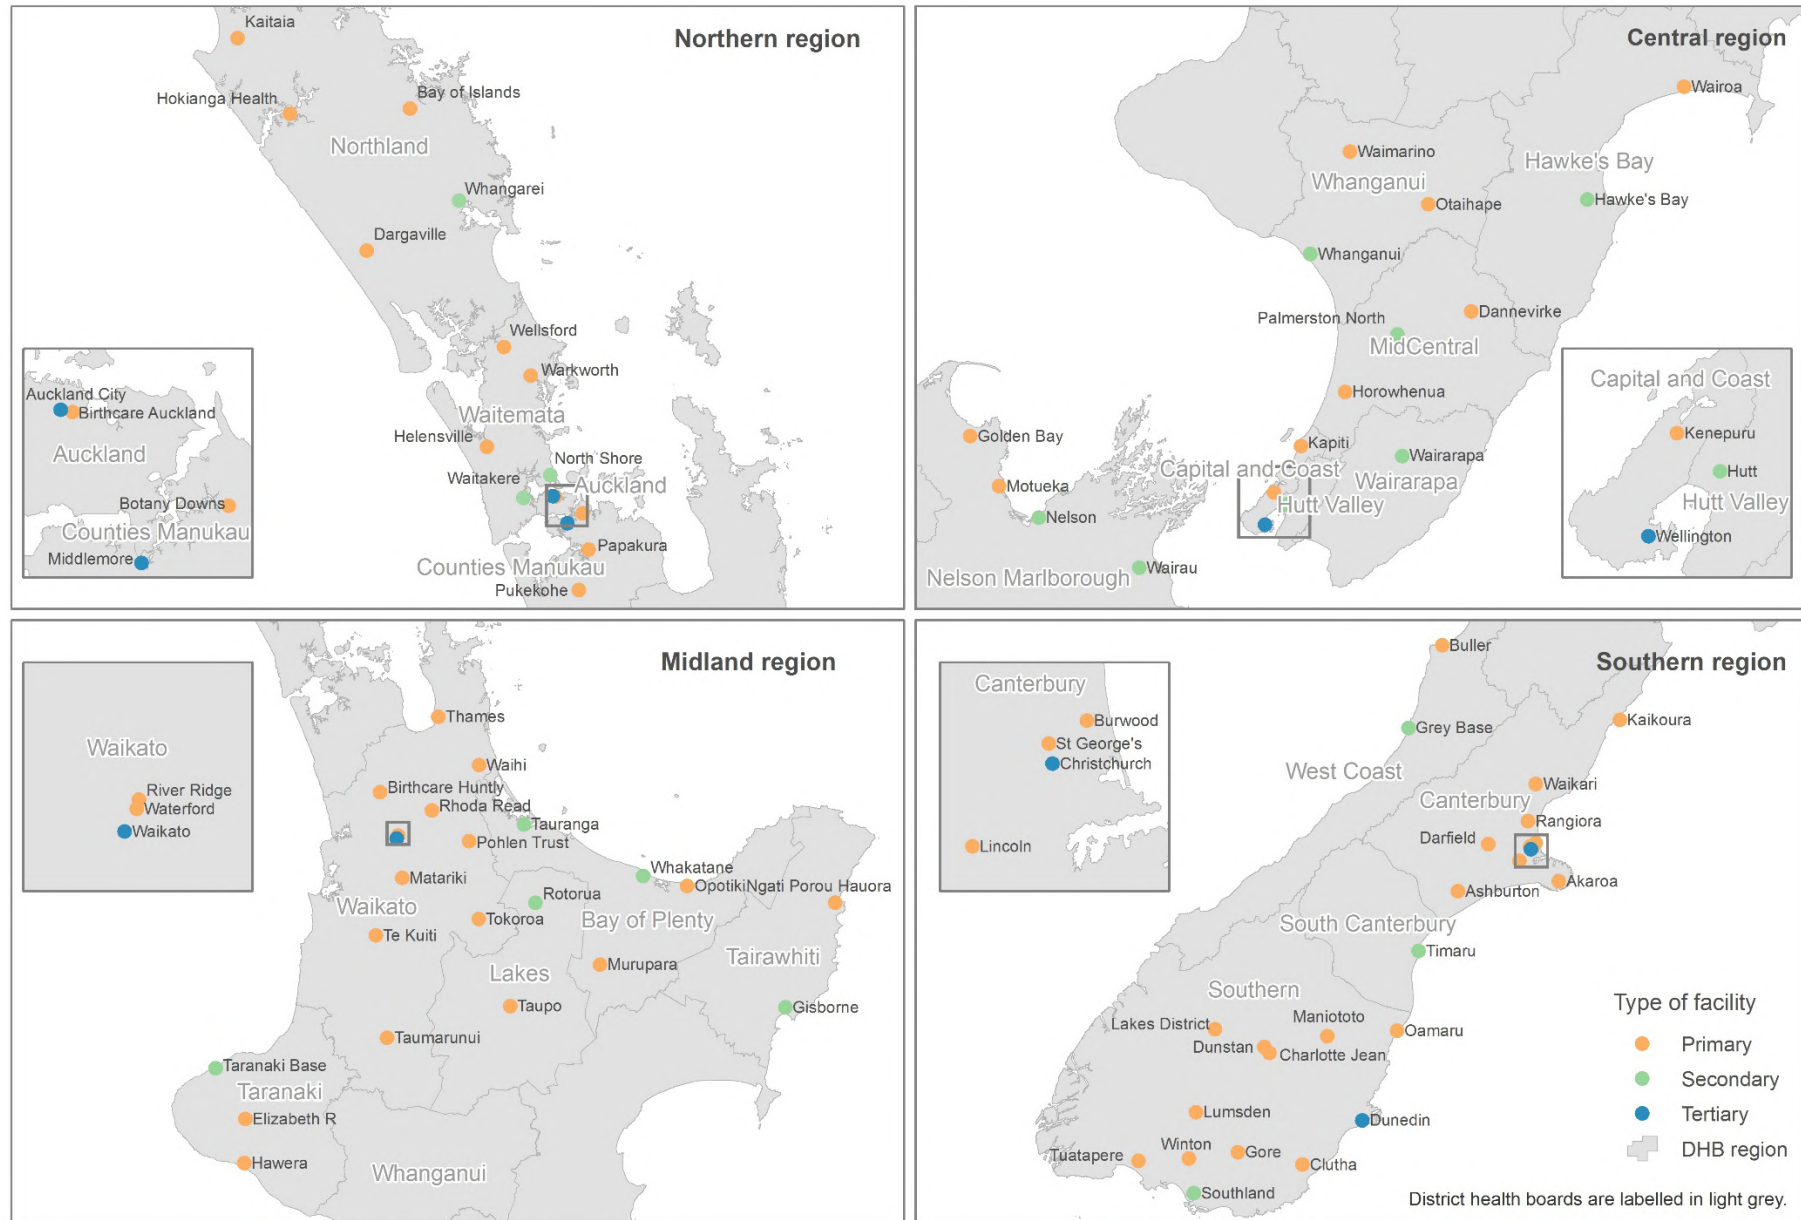 Northern region
Kaitaia
Hokianga Health
Bay of Islands
Northland
Whangarei
Dargaville
Wellsford
Warkworth
Waitemata
Helensville
North Shore
Waitakere
Auckland
Papakura
Counties Manukau
Pukekohe
Auckland City
Birthcare Auckland
Auckland
Botany Downs
Counties Manukau
Middlemore
Central region
Wairoa
Waimarino
Hawke's Bay
Whanganui
Otaihape
Hawke's Bay
Whanganui
Dannevirke
Palmerston North
MidCentral
Horowhenua
Golden Bay
Kapiti
Wairarapa
Capital and Coast
Wairarapa
Motueka
Hutt Valley
Nelson
Wairau
Nelson Marlborough
Capital and Coast
Kenepuru
Hutt
Hutt Valley
Wellington
Midland region
Waikato
River Ridge
Waterford
Waikato
Thames
Waihi
Birthcare Huntly
Rhoda Read
Tauranga
Pohlen Trust
Whakatane
Matariki
Opotiki
Ngati Porou Hauora
Rotorua
Waikato
Tokoroa
Bay of Plenty
Te Kuiti
Tairawhiti
Murupara
Lakes
Taupo
Gisborne
Taumarunui
Taranaki Base
Taranaki
Elizabeth R
Hawera
Whanganui
Southern region
Canterbury
Burwood
St George's
Christchurch
Lincoln
Buller
Kaikoura
Grey Base
West Coast
Waikari
Canterbury
Rangiora
Darfield
Akaroa
Ashburton
South Canterbury
Timaru
Southern
Lakes District
Maniototo
Oamaru
Dunstan
Charlotte Jean
Lumsden
Dunedin
Winton
Tuatapere
Gore
Clutha
Southland
Type of facility
Primary
Secondary
Tertiary
DHB region
District health boards are labelled in light grey.